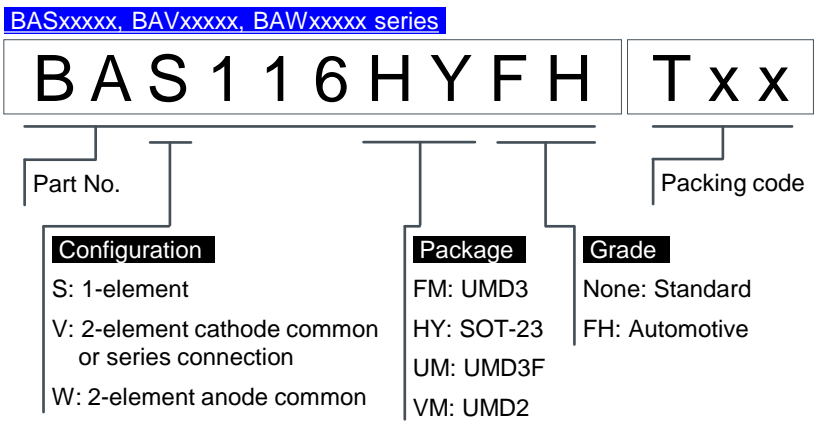 BASxxxxx, BAVxxxxx, BAWxxxxx series
BAS116HYFH Txx
Part No.
Packing code
Configuration
S: 1-element
V: 2-element cathode common
or series connection
W: 2-element anode common
Package
FM: UMD3
HY: SOT-23
UM: UMD3F
VM: UMD2
Grade
None: Standard
FH: Automotive